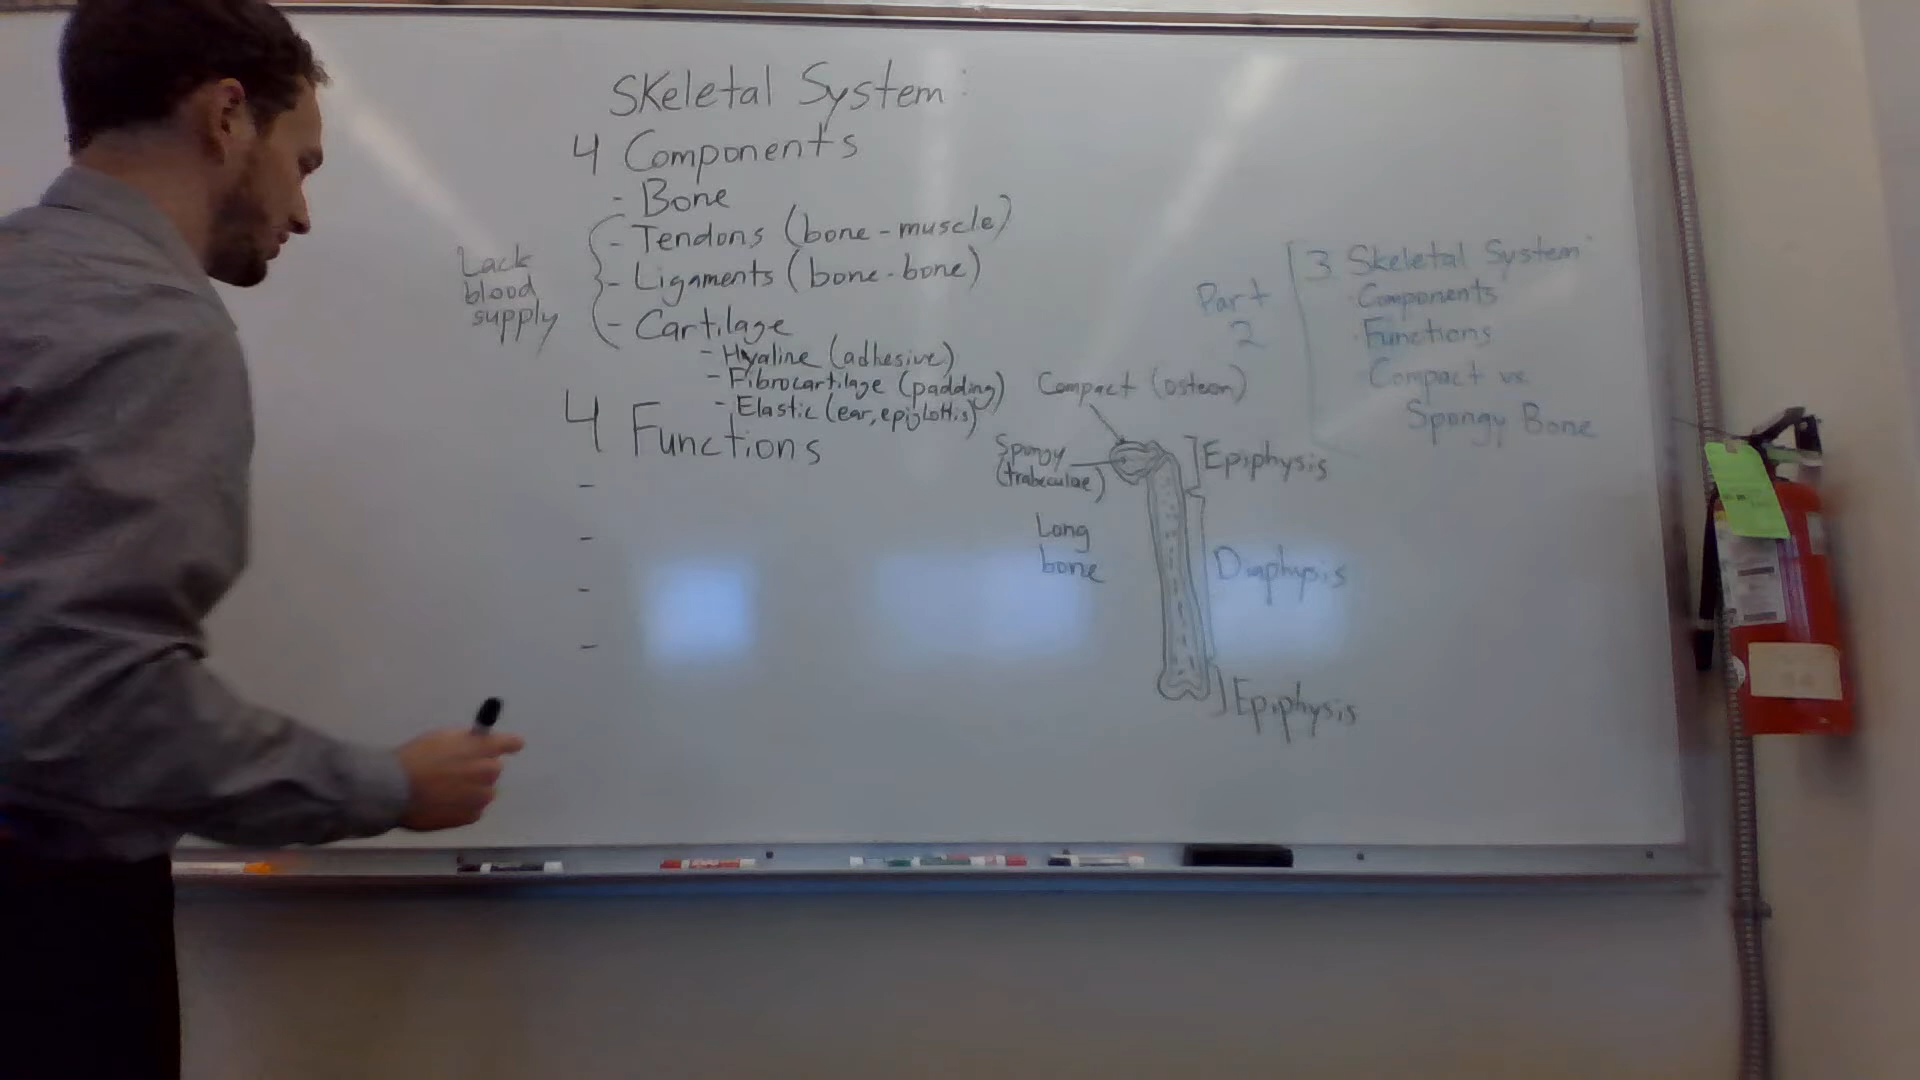 Skeletal System:
4 Components
- Bone
- Tendons (bone-muscle)
- Ligaments (bone-bone)
- Cartilage
- Hyaline (adhesive)
- Fibrocartilage (padding)
- Elastic (ear, epiglottis)
Lack
blood
supply
4 Functions
-
-
-
-
Compact (osteon)
Spongy
(trabeculae)
Long
bone
Epiphysis
Diaphysis
Epiphysis
Part
2
3 Skeletal System:
Components
Functions
Compact vs.
Spongy Bone